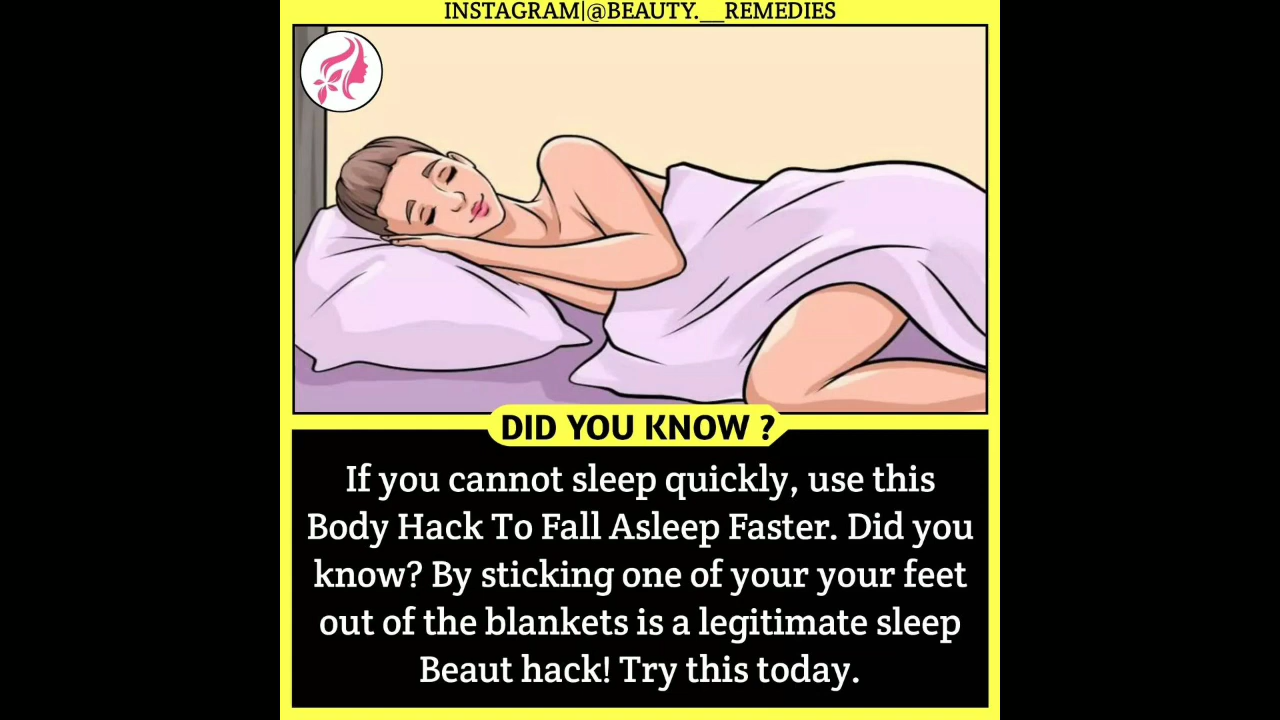 INSTAGRAM|@BEAUTY.__REMEDIES
DID YOU KNOW ?
If you cannot sleep quickly, use this
Body Hack To Fall Asleep Faster. Did you
know? By sticking one of your your feet
out of the blankets is a legitimate sleep
Beaut hack! Try this today.